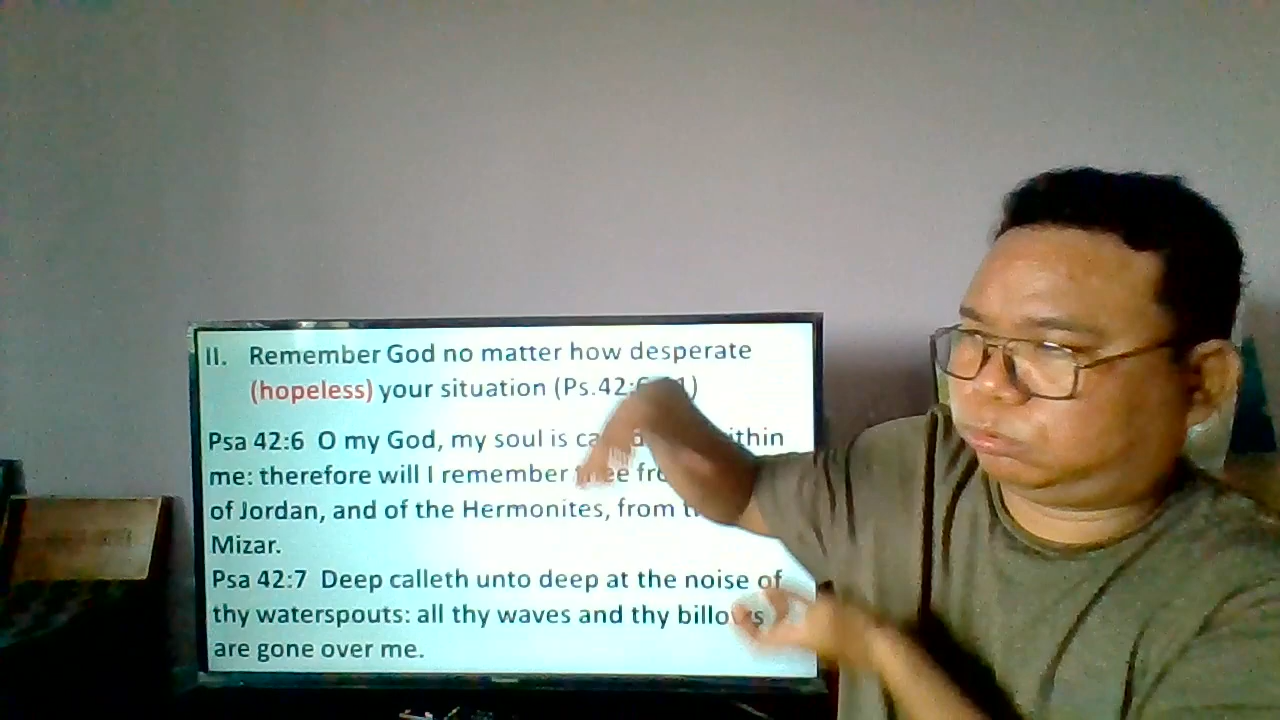 II. Remember God no matter how desperate
(hopeless) your situation (Ps.42:
Psa 42:6 O my God, my soul is
me: therefore will I remember
of Jordan, and of the Hermonites, from
Mizar.
Psa 42:7 Deep calleth unto deep at the noise of
thy waterspouts: all thy waves and thy billows
are gone over me.